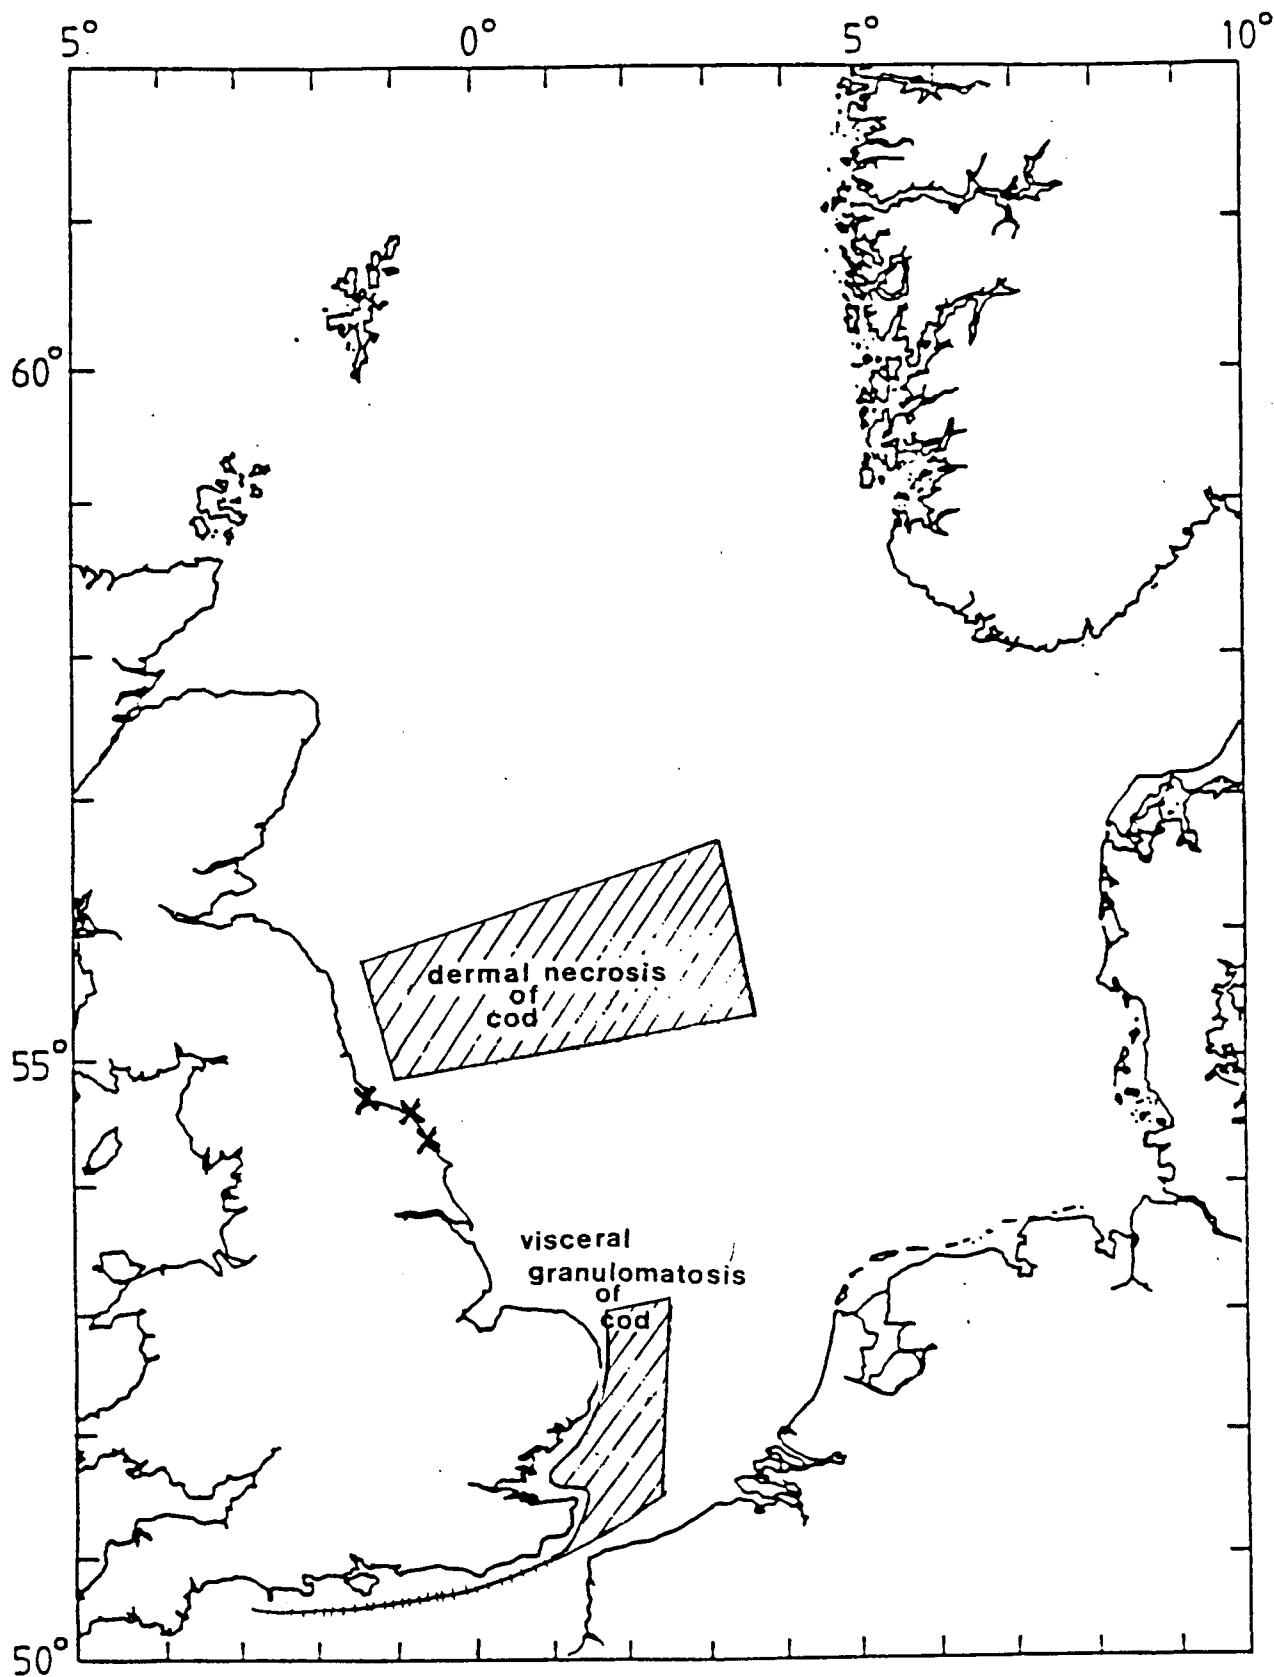 5° 0° 5° 10°
60°
dermal necrosis
of
cod
55°
visceral
granulomatosis
of
cod
50°